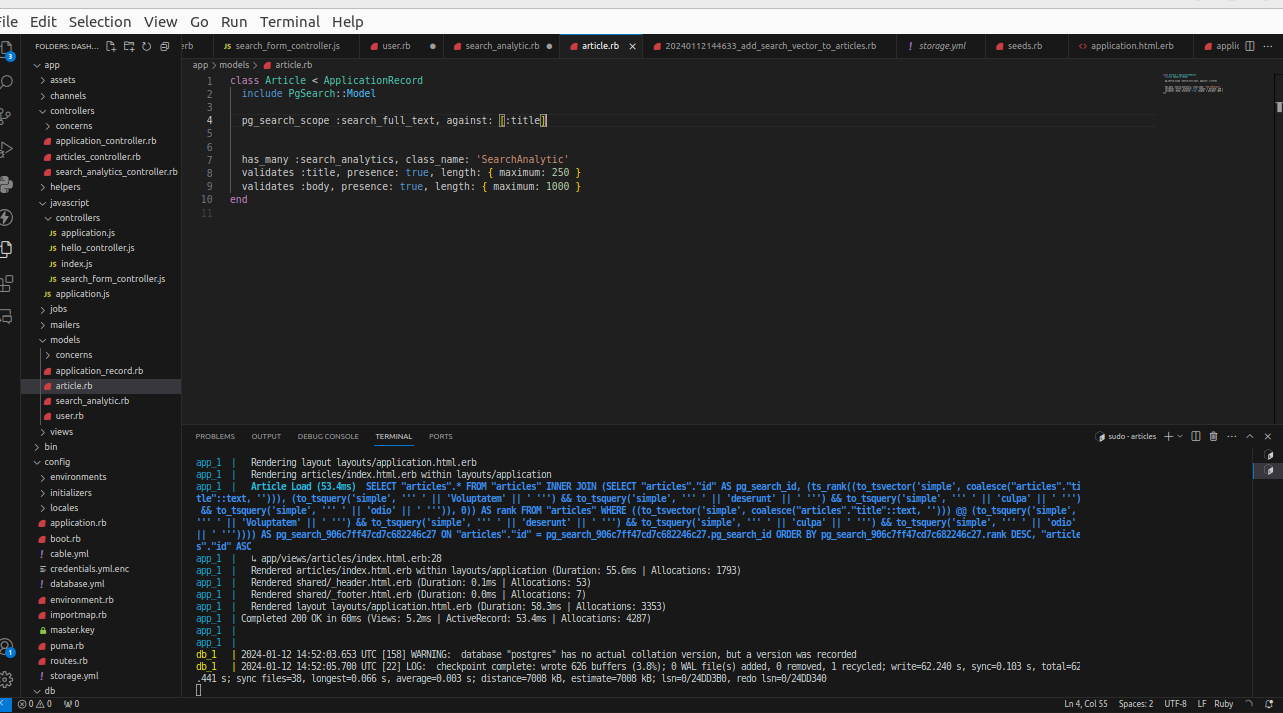 File Edit Selection View Go Run Terminal Help
FOLDERS: DASH...
erb
search_form_controller.js
user.rb
search_analytic.rb
article.rb
20240112144633_add_search_vector_to_articles.rb
storage.yml
seeds.rb
application.html.erb
applic
app > models > article.rb
app
assets
channels
controllers
concerns
application_controller.rb
articles_controller.rb
search_analytics_controller.rb
helpers
javascript
controllers
application.js
hello_controller.js
index.js
search_form_controller.js
application.js
jobs
mailers
models
concerns
application_record.rb
article.rb
search_analytic.rb
user.rb
views
bin
config
environments
initializers
locales
application.rb
boot.rb
cable.yml
credentials.yml.enc
database.yml
environment.rb
importmap.rb
master.key
puma.rb
routes.rb
storage.yml
db
1 class Article < ApplicationRecord
2 include PgSearch::Model
3
4 pg_search_scope :search_full_text, against: [:title]
5
6
7 has_many :search_analytics, class_name: 'SearchAnalytic'
8 validates :title, presence: true, length: { maximum: 250 }
9 validates :body, presence: true, length: { maximum: 1000 }
10 end
11
PROBLEMS OUTPUT DEBUG CONSOLE TERMINAL PORTS
sudo - articles
app_1 | Rendering layout layouts/application.html.erb
app_1 | Rendering articles/index.html.erb within layouts/application
app_1 | Article Load (53.4ms) SELECT "articles".* FROM "articles" INNER JOIN (SELECT "articles"."id" AS pg_search_id, (ts_rank((to_tsvector('simple', coalesce("articles"."ti
tle"::text, ''))), (to_tsquery('simple', ''' ' || 'Voluptatem' || ' ''') && to_tsquery('simple', ''' ' || 'deserunt' || ' ''') && to_tsquery('simple', ''' ' || 'culpa' || ' ''')
&& to_tsquery('simple', ''' ' || 'odio' || ' ''')), 0)) AS rank FROM "articles" WHERE ((to_tsvector('simple', coalesce("articles"."title"::text, ''))) @@ (to_tsquery('simple',
''' ' || 'Voluptatem' || ' ''') && to_tsquery('simple', ''' ' || 'deserunt' || ' ''') && to_tsquery('simple', ''' ' || 'culpa' || ' ''') && to_tsquery('simple', ''' ' || 'odio'
|| ' ''')))) AS pg_search_906c7ff47cd7c682246c27 ON "articles"."id" = pg_search_906c7ff47cd7c682246c27.pg_search_id ORDER BY pg_search_906c7ff47cd7c682246c27.rank DESC, "article
s"."id" ASC
app_1 | ↳ app/views/articles/index.html.erb:28
app_1 | Rendered articles/index.html.erb within layouts/application (Duration: 55.6ms | Allocations: 1793)
app_1 | Rendered shared/_header.html.erb (Duration: 0.1ms | Allocations: 53)
app_1 | Rendered shared/_footer.html.erb (Duration: 0.0ms | Allocations: 7)
app_1 | Rendered layout layouts/application.html.erb (Duration: 58.3ms | Allocations: 3353)
app_1 | Completed 200 OK in 60ms (Views: 5.2ms | ActiveRecord: 53.4ms | Allocations: 4287)
app_1 |
app_1 |
db_1 | 2024-01-12 14:52:03.653 UTC [158] WARNING: database "postgres" has no actual collation version, but a version was recorded
db_1 | 2024-01-12 14:52:05.700 UTC [22] LOG: checkpoint complete: wrote 626 buffers (3.8%); 0 WAL file(s) added, 0 removed, 1 recycled; write=62.240 s, sync=0.103 s, total=62
.441 s; sync files=38, longest=0.066 s, average=0.003 s; distance=7008 kB, estimate=7008 kB; lsn=0/24DD3B0, redo lsn=0/24DD340
0 0 0
Ln 4, Col 55 Spaces: 2 UTF-8 LF Ruby